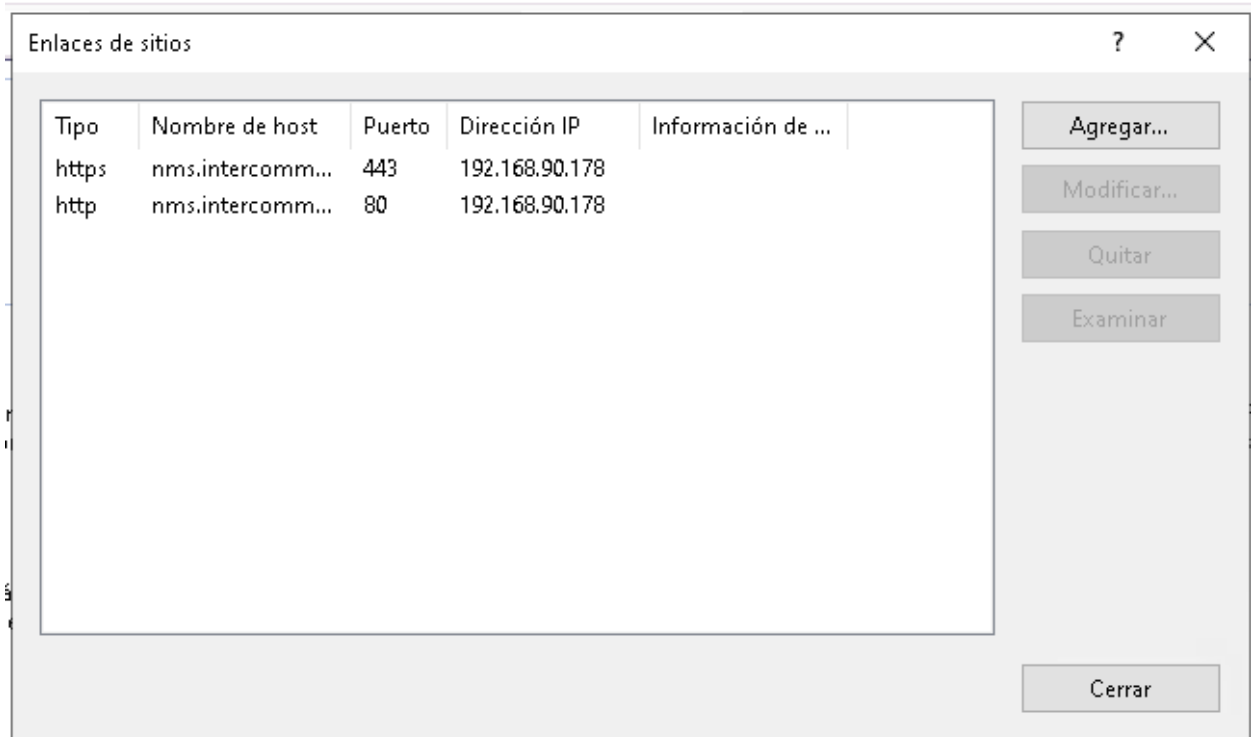 Enlaces de sitios
Tipo Nombre de host Puerto Dirección IP Información de ...
https nms.intercomm... 443 192.168.90.178
http nms.intercomm... 80 192.168.90.178
Agregar...
Modificar...
Quitar
Examinar
Cerrar